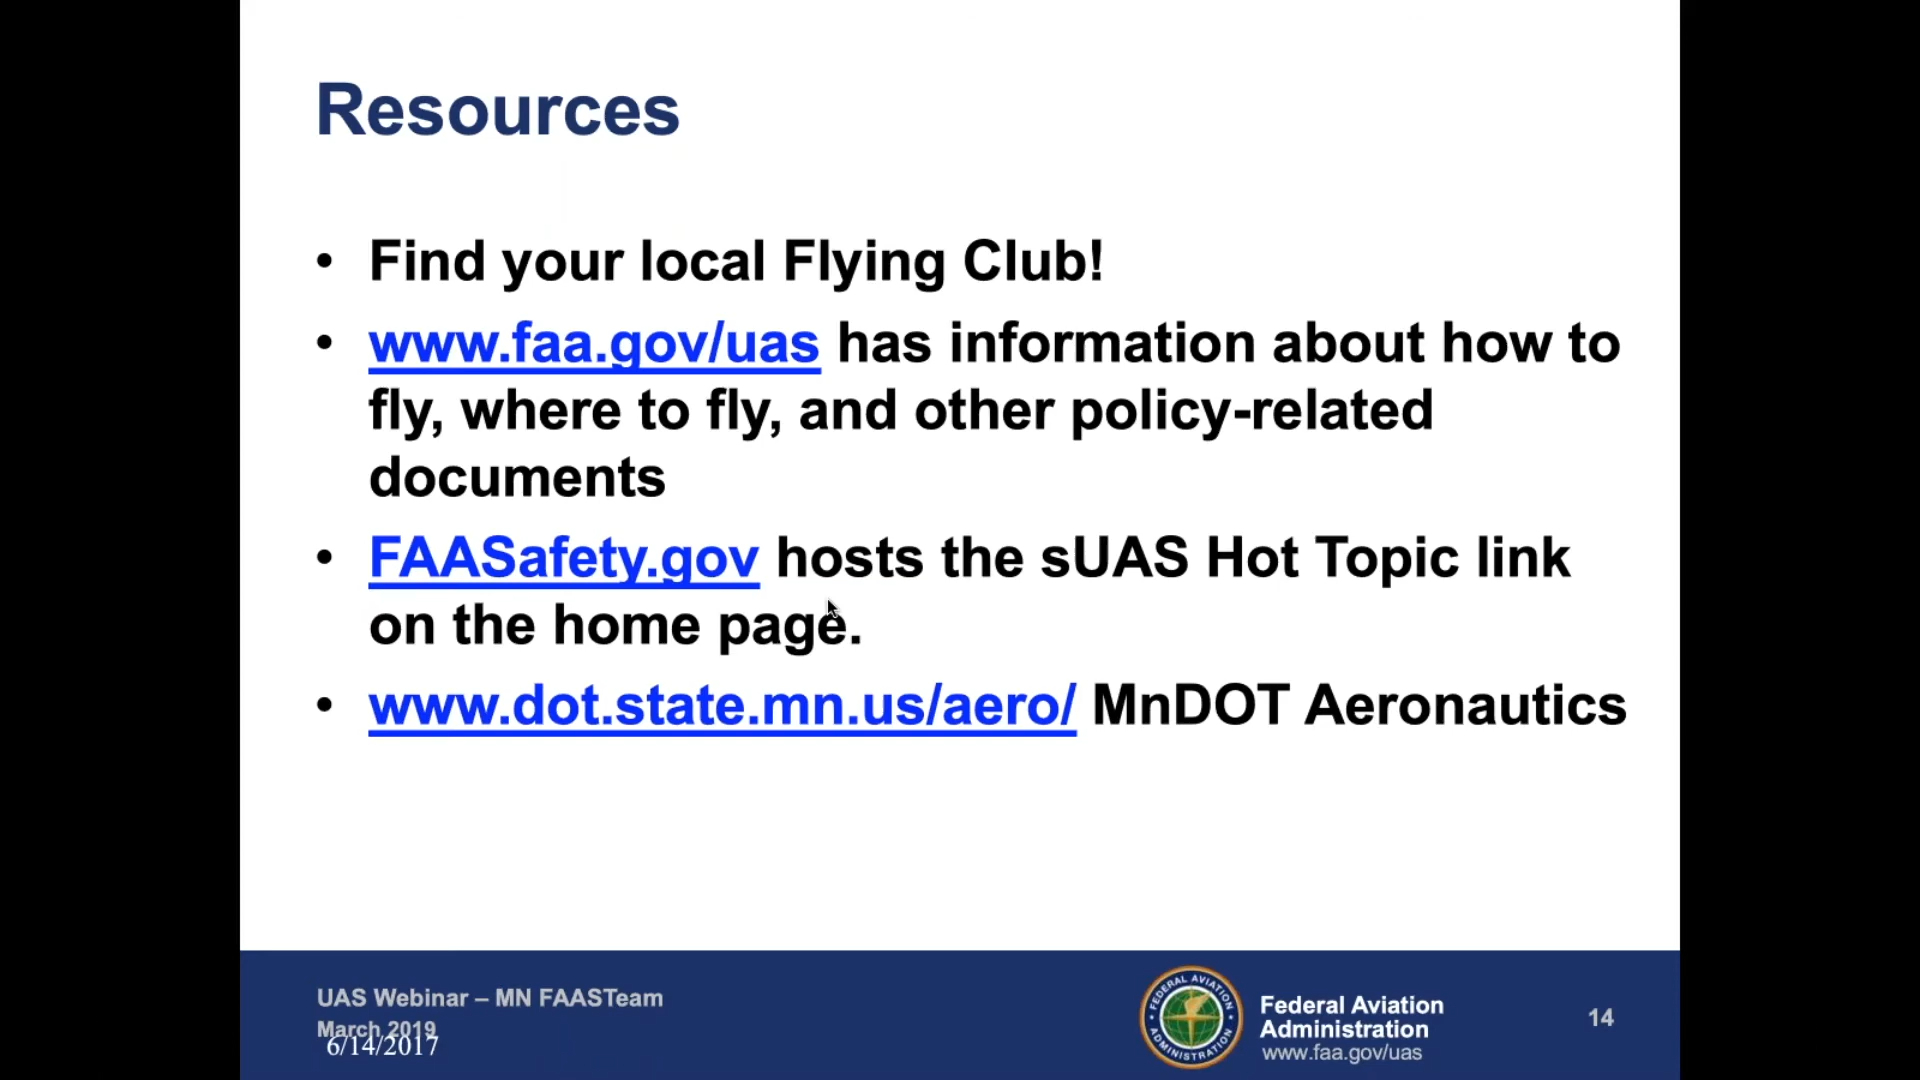 Resources
• Find your local Flying Club!
• www.faa.gov/uas has information about how to
fly, where to fly, and other policy-related
documents
• FAASafety.gov hosts the sUAS Hot Topic link
on the home page.
• www.dot.state.mn.us/aero/ MnDOT Aeronautics
UAS Webinar – MN FAASTeam
March 2019
6/14/2017
FEDERAL AVIATION
ADMINISTRATION
Federal Aviation
Administration
www.faa.gov/uas
14